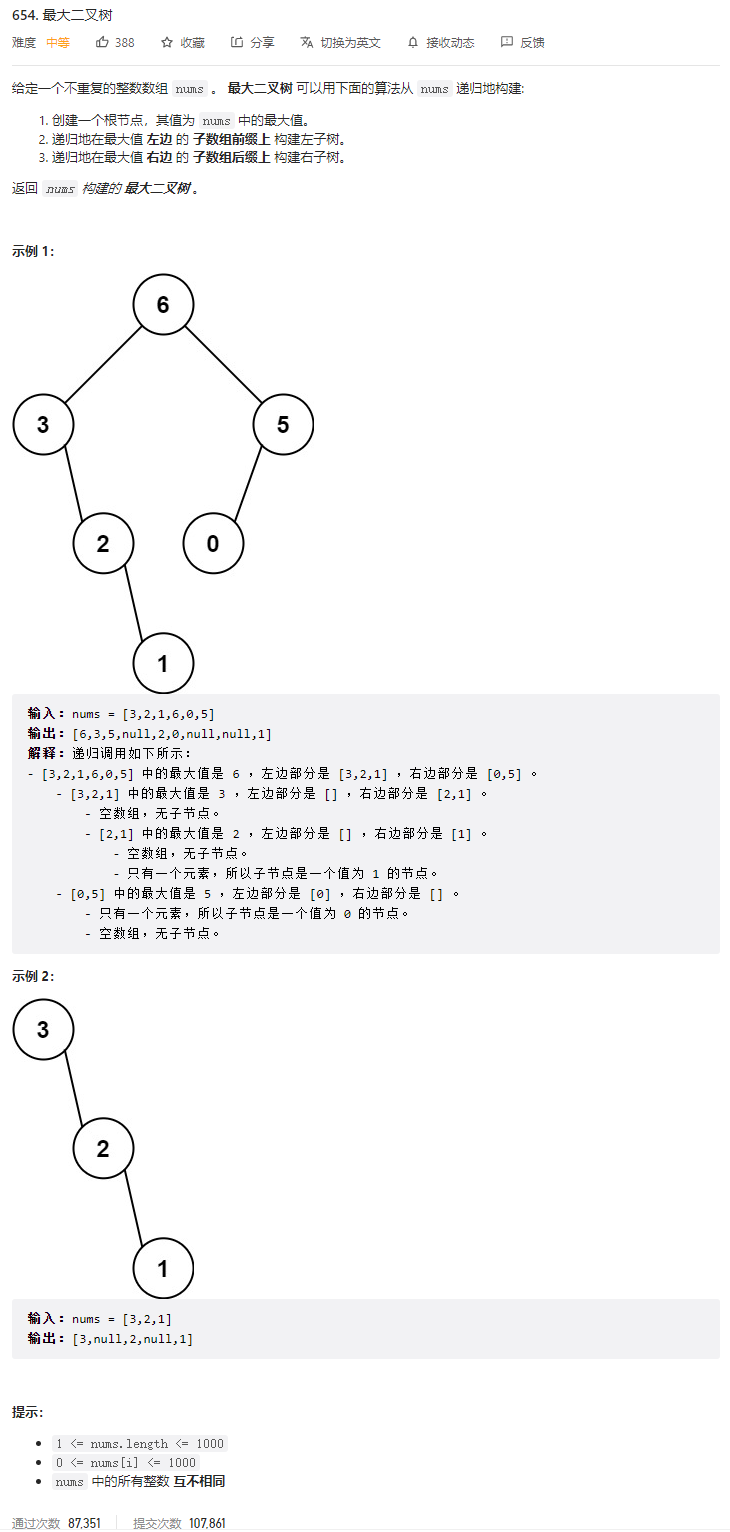 654. 最大二叉树
难度 中等 388 收藏 分享 切换为英文 接收动态 反馈
给定一个不重复的整数数组 nums 。 最大二叉树 可以用下面的算法从 nums 递归地构建:
1. 创建一个根节点，其值为 nums 中的最大值。
2. 递归地在最大值 左边 的 子数组前缀上 构建左子树。
3. 递归地在最大值 右边 的 子数组后缀上 构建右子树。
返回 nums 构建的 最大二叉树 。
示例 1：
6
3 5
2 0
1
输入：nums = [3,2,1,6,0,5]
输出：[6,3,5,null,2,0,null,null,1]
解释：递归调用如下所示：
- [3,2,1,6,0,5] 中的最大值是 6 ，左边部分是 [3,2,1] ，右边部分是 [0,5] 。
- [3,2,1] 中的最大值是 3 ，左边部分是 [] ，右边部分是 [2,1] 。
- 空数组，无子节点。
- [2,1] 中的最大值是 2 ，左边部分是 [] ，右边部分是 [1] 。
- 空数组，无子节点。
- 只有一个元素，所以子节点是一个值为 1 的节点。
- [0,5] 中的最大值是 5 ，左边部分是 [0] ，右边部分是 [] 。
- 只有一个元素，所以子节点是一个值为 0 的节点。
- 空数组，无子节点。
示例 2：
3
2
1
输入：nums = [3,2,1]
输出：[3,null,2,null,1]
提示：
• 1 <= nums.length <= 1000
• 0 <= nums[i] <= 1000
• nums 中的所有整数 互不相同
通过次数 87,351 提交次数 107,861